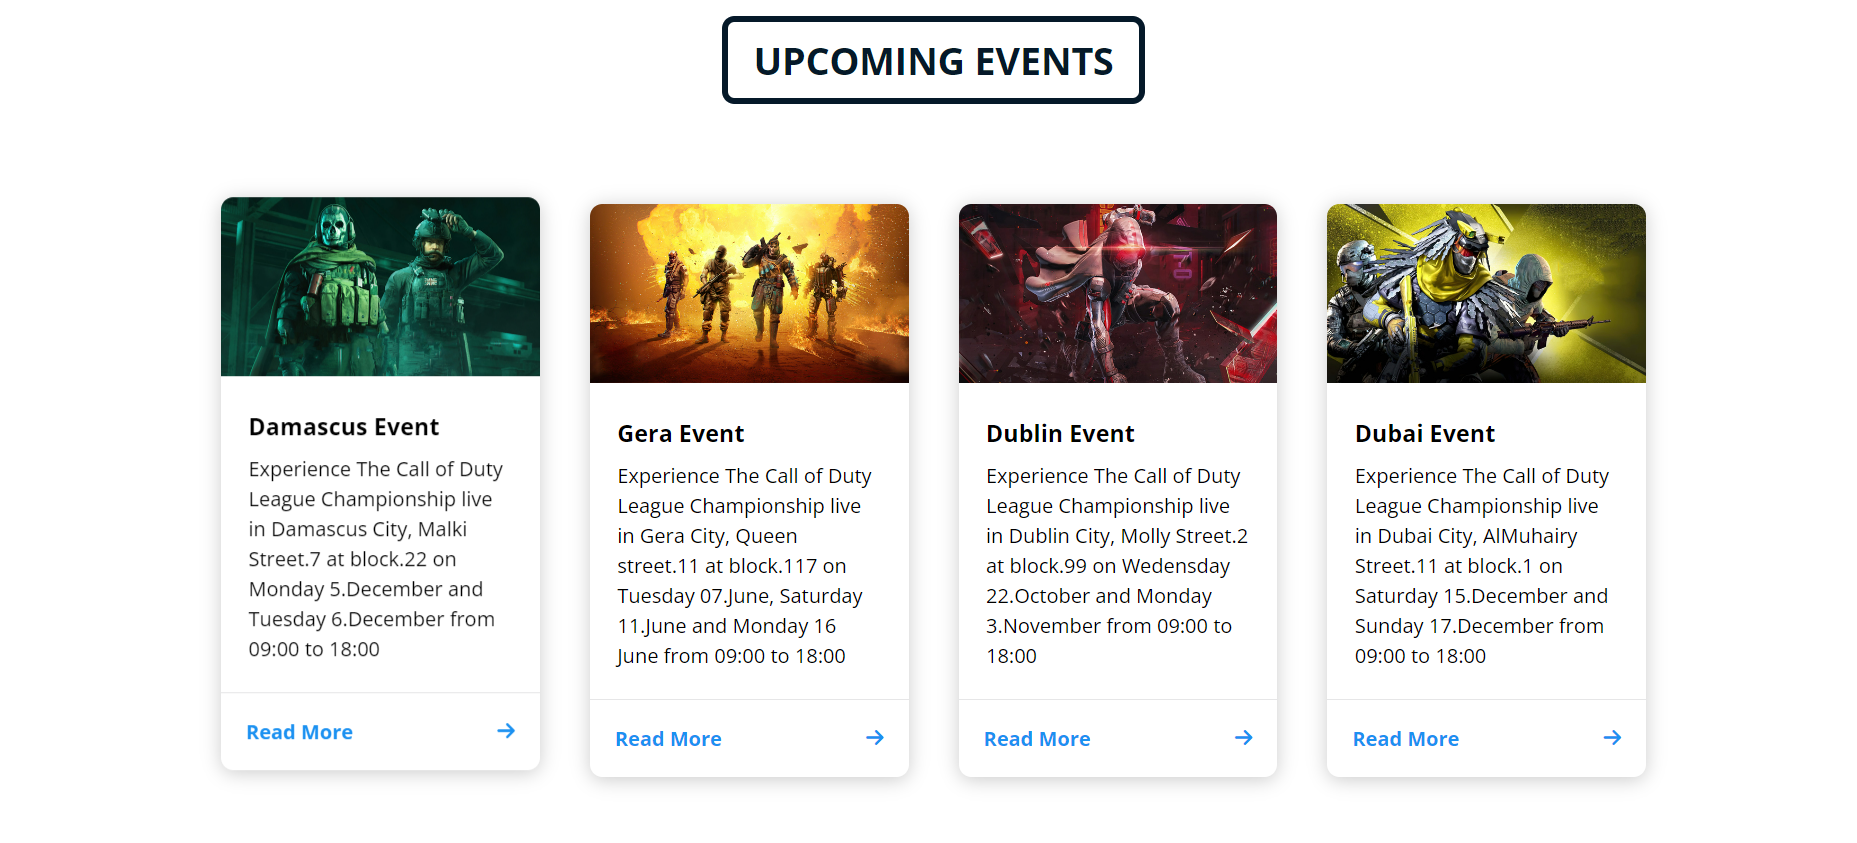 UPCOMING EVENTS
Damascus Event
Experience The Call of Duty
League Championship live
in Damascus City, Malki
Street.7 at block.22 on
Monday 5.December and
Tuesday 6.December from
09:00 to 18:00
Read More
Gera Event
Experience The Call of Duty
League Championship live
in Gera City, Queen
street.11 at block.117 on
Tuesday 07.June, Saturday
11.June and Monday 16
June from 09:00 to 18:00
Read More
Dublin Event
Experience The Call of Duty
League Championship live
in Dublin City, Molly Street.2
at block.99 on Wedensday
22.October and Monday
3.November from 09:00 to
18:00
Read More
Dubai Event
Experience The Call of Duty
League Championship live
in Dubai City, AlMuhairy
Street.11 at block.1 on
Saturday 15.December and
Sunday 17.December from
09:00 to 18:00
Read More